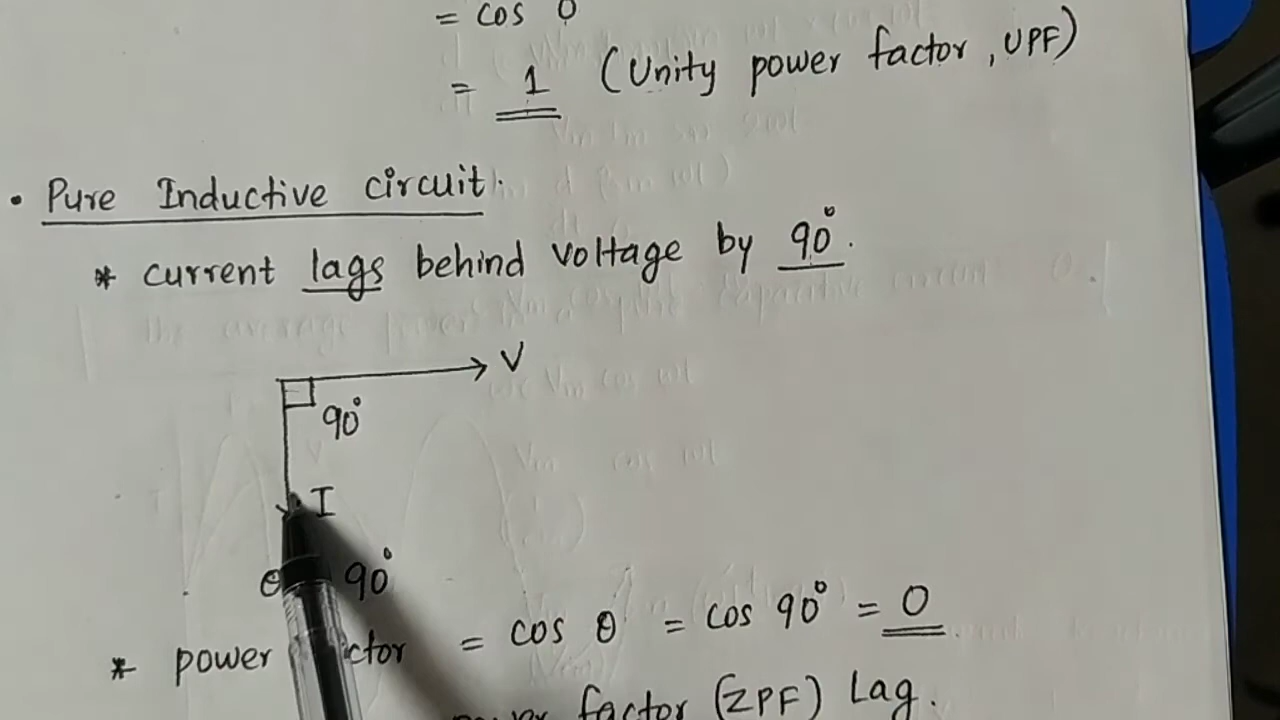 = cos 0
= 1 (Unity power factor, UPF)
• Pure Inductive circuit.
* current lags behind voltage by 90°.
V
90°
I
θ 90°
* power ctor = cos θ = cos 90° = 0
factor (ZPF) Lag.